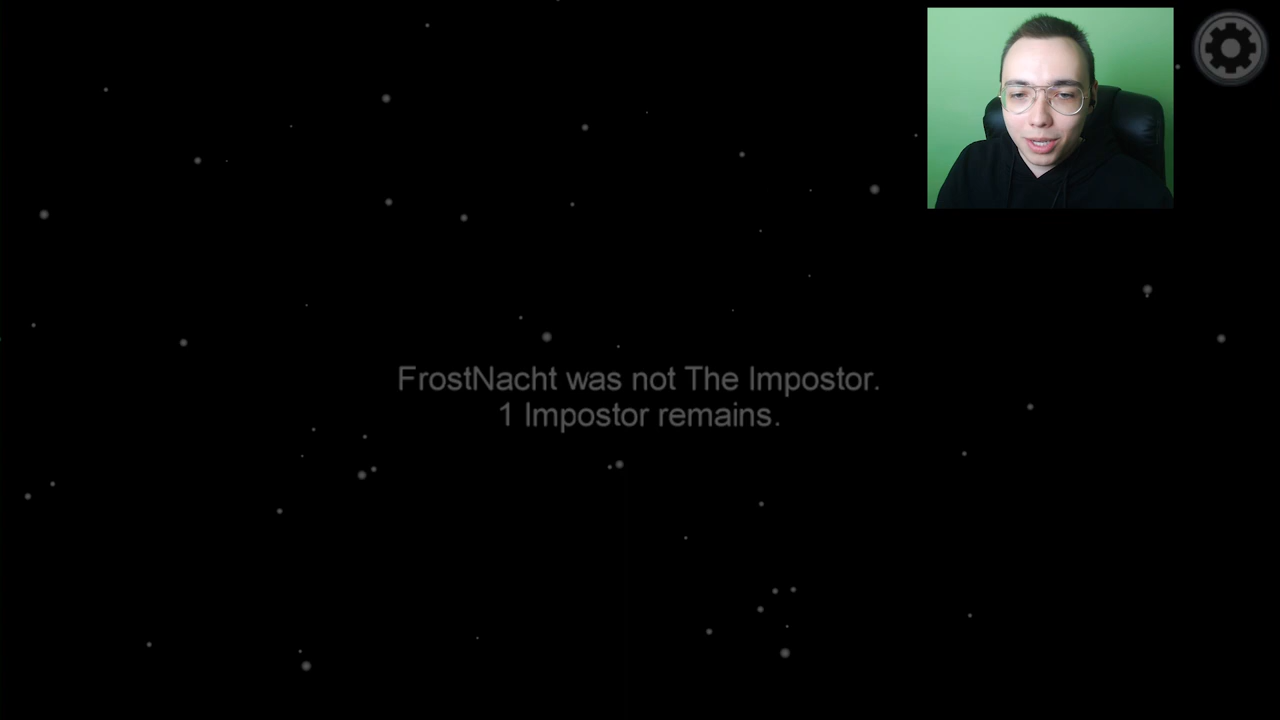 FrostNacht was not The Impostor.
1 Impostor remains.